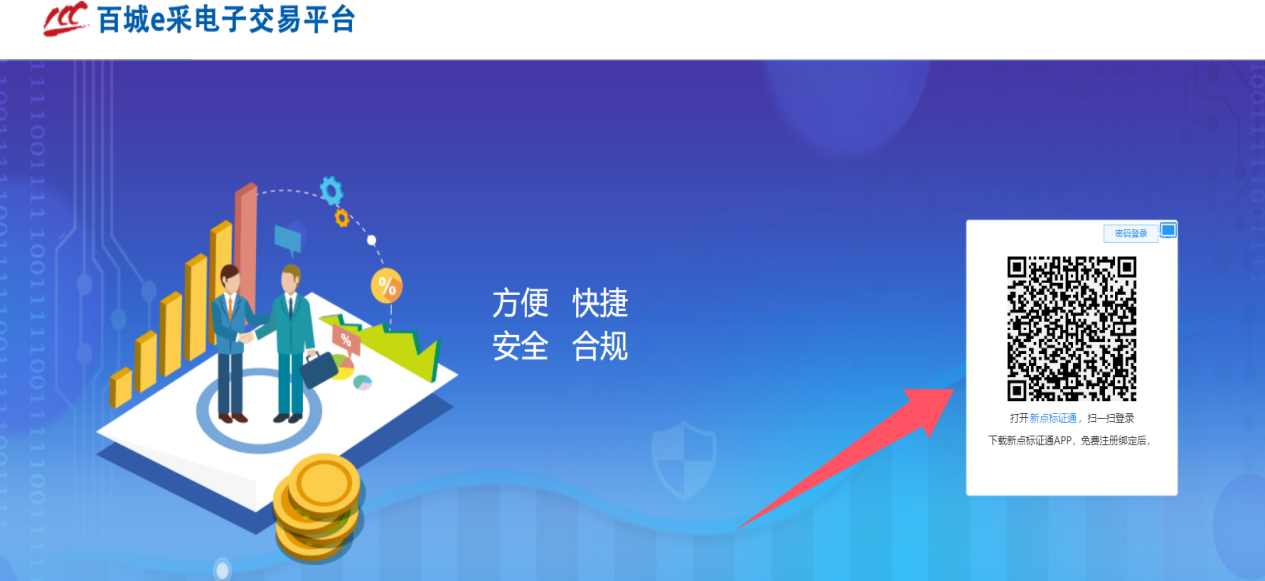 百城e采电子交易平台
密码登录
方便 快捷
安全 合规
%
%
打开新点标证通，扫一扫登录
下载新点标证通APP，免费注册绑定后，